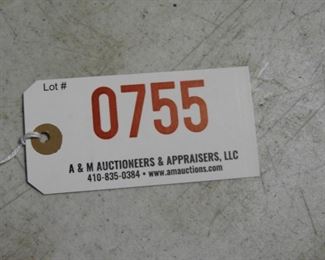 Lot #
0755
A & M AUCTIONEERS & APPRAISERS, LLC
410-835-0384 • www.amauctions.com